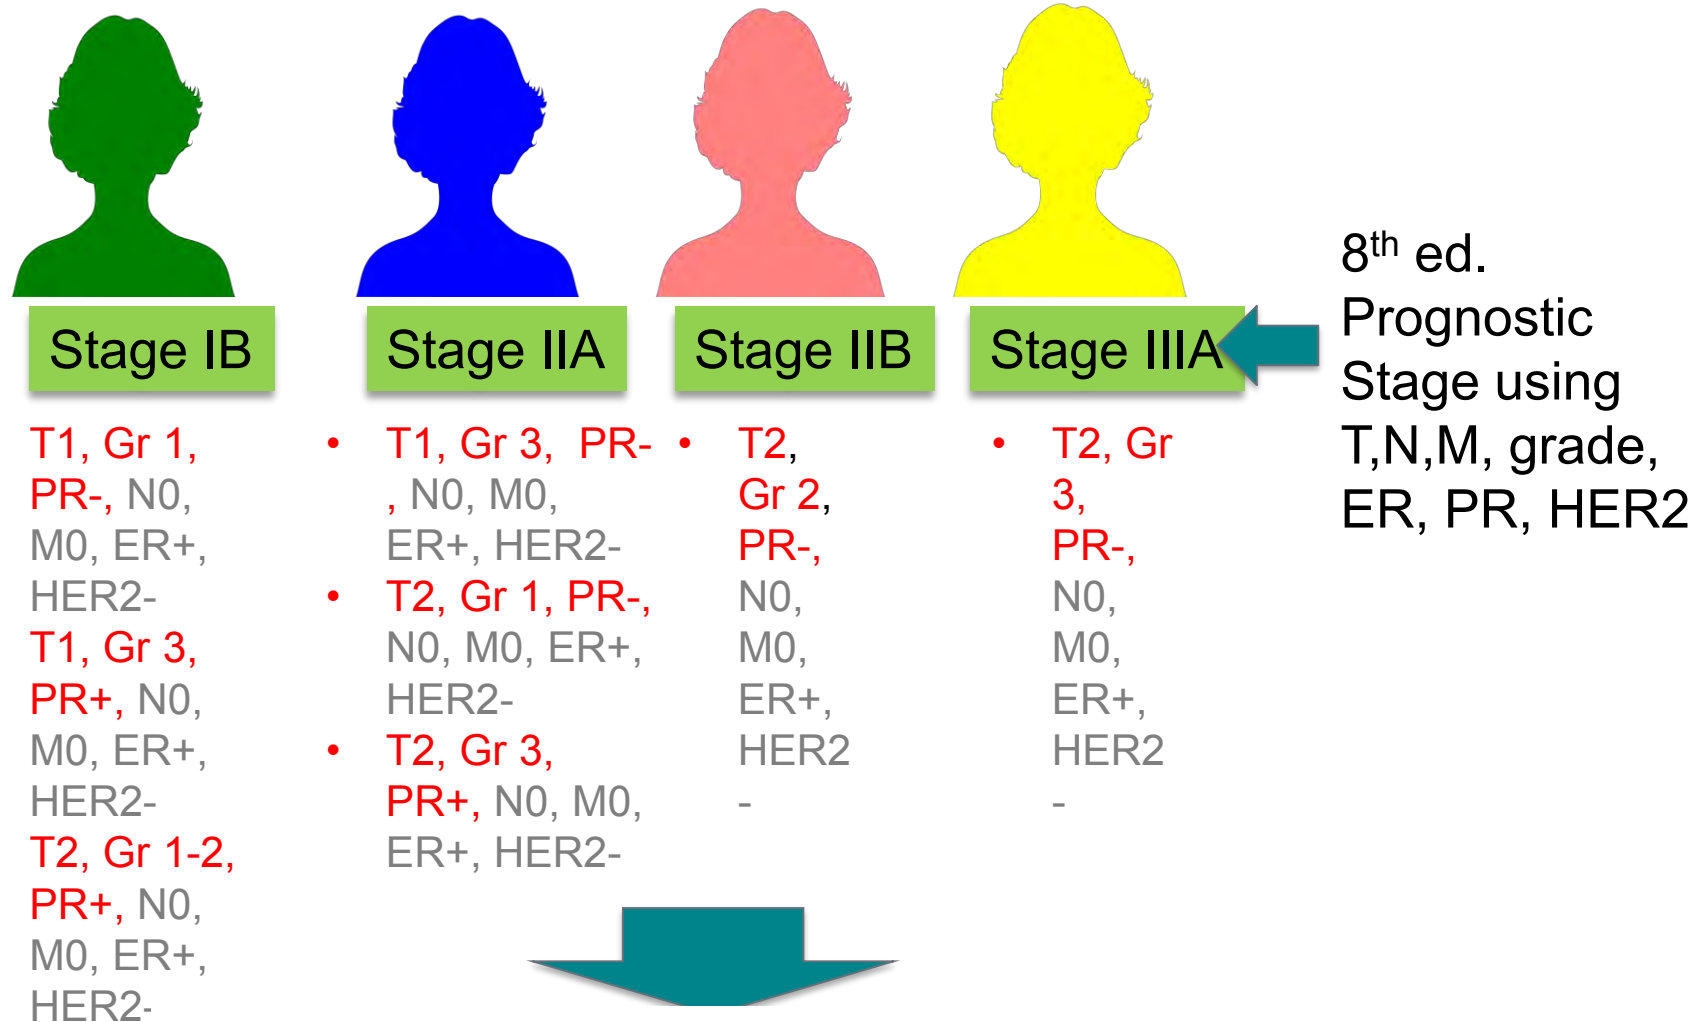 Stage IB
T1, Gr 1,
PR-, N0,
M0, ER+,
HER2-
T1, Gr 3,
PR+, N0,
M0, ER+,
HER2-
T2, Gr 1-2,
PR+, N0,
M0, ER+,
HER2-
Stage IIA
• T1, Gr 3, PR-
, N0, M0,
ER+, HER2-
• T2, Gr 1, PR-,
N0, M0, ER+,
HER2-
• T2, Gr 3,
PR+, N0, M0,
ER+, HER2-
Stage IIB
• T2,
Gr 2,
PR-,
N0,
M0,
ER+,
HER2
-
Stage IIIA
• T2, Gr
3,
PR-,
N0,
M0,
ER+,
HER2
-
8th ed.
Prognostic
Stage using
T,N,M, grade,
ER, PR, HER2